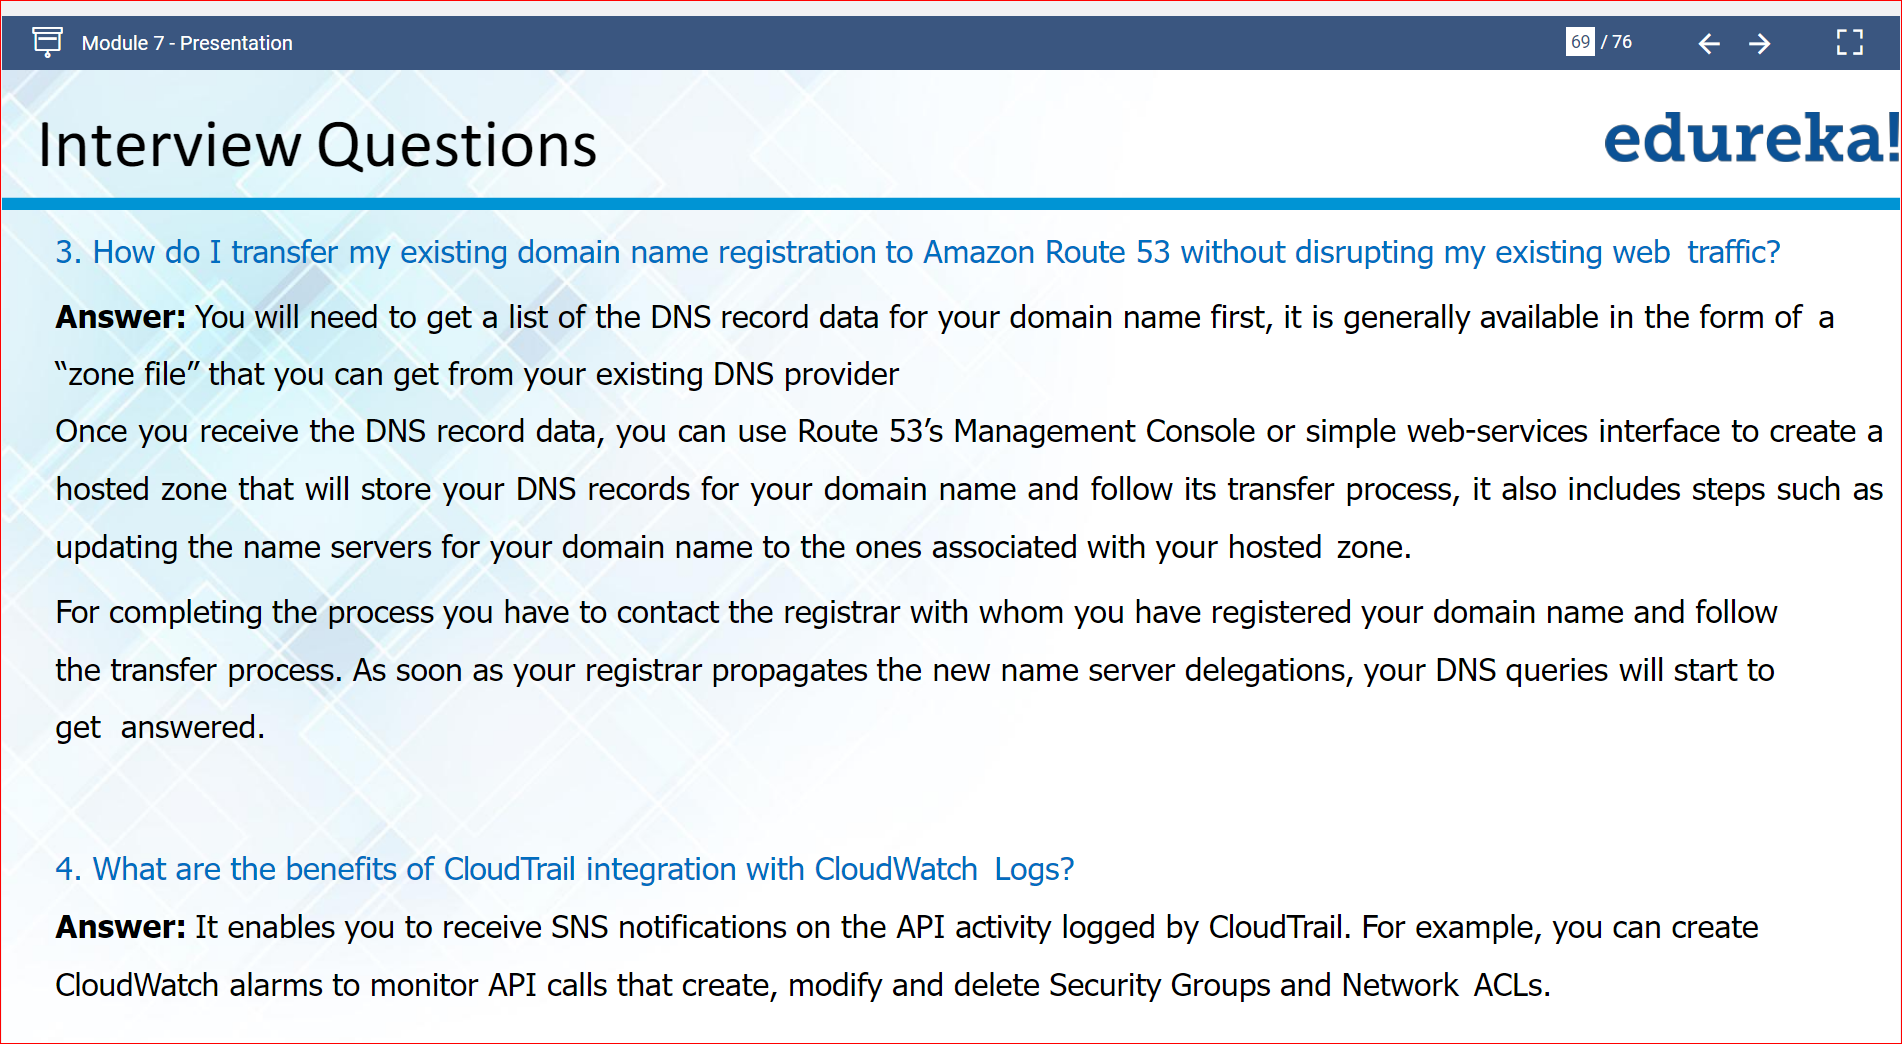 Module 7 - Presentation
69 / 76
Interview Questions
edureka!
3. How do I transfer my existing domain name registration to Amazon Route 53 without disrupting my existing web traffic?
Answer: You will need to get a list of the DNS record data for your domain name first, it is generally available in the form of a
“zone file” that you can get from your existing DNS provider
Once you receive the DNS record data, you can use Route 53’s Management Console or simple web-services interface to create a
hosted zone that will store your DNS records for your domain name and follow its transfer process, it also includes steps such as
updating the name servers for your domain name to the ones associated with your hosted zone.
For completing the process you have to contact the registrar with whom you have registered your domain name and follow
the transfer process. As soon as your registrar propagates the new name server delegations, your DNS queries will start to
get answered.
4. What are the benefits of CloudTrail integration with CloudWatch Logs?
Answer: It enables you to receive SNS notifications on the API activity logged by CloudTrail. For example, you can create
CloudWatch alarms to monitor API calls that create, modify and delete Security Groups and Network ACLs.